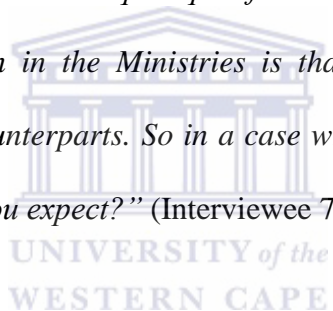 n in the Ministries is tha
unterparts. So in a case w
ou expect?" (Interviewee 7
UNIVERSITY of the
WESTERN CAPE